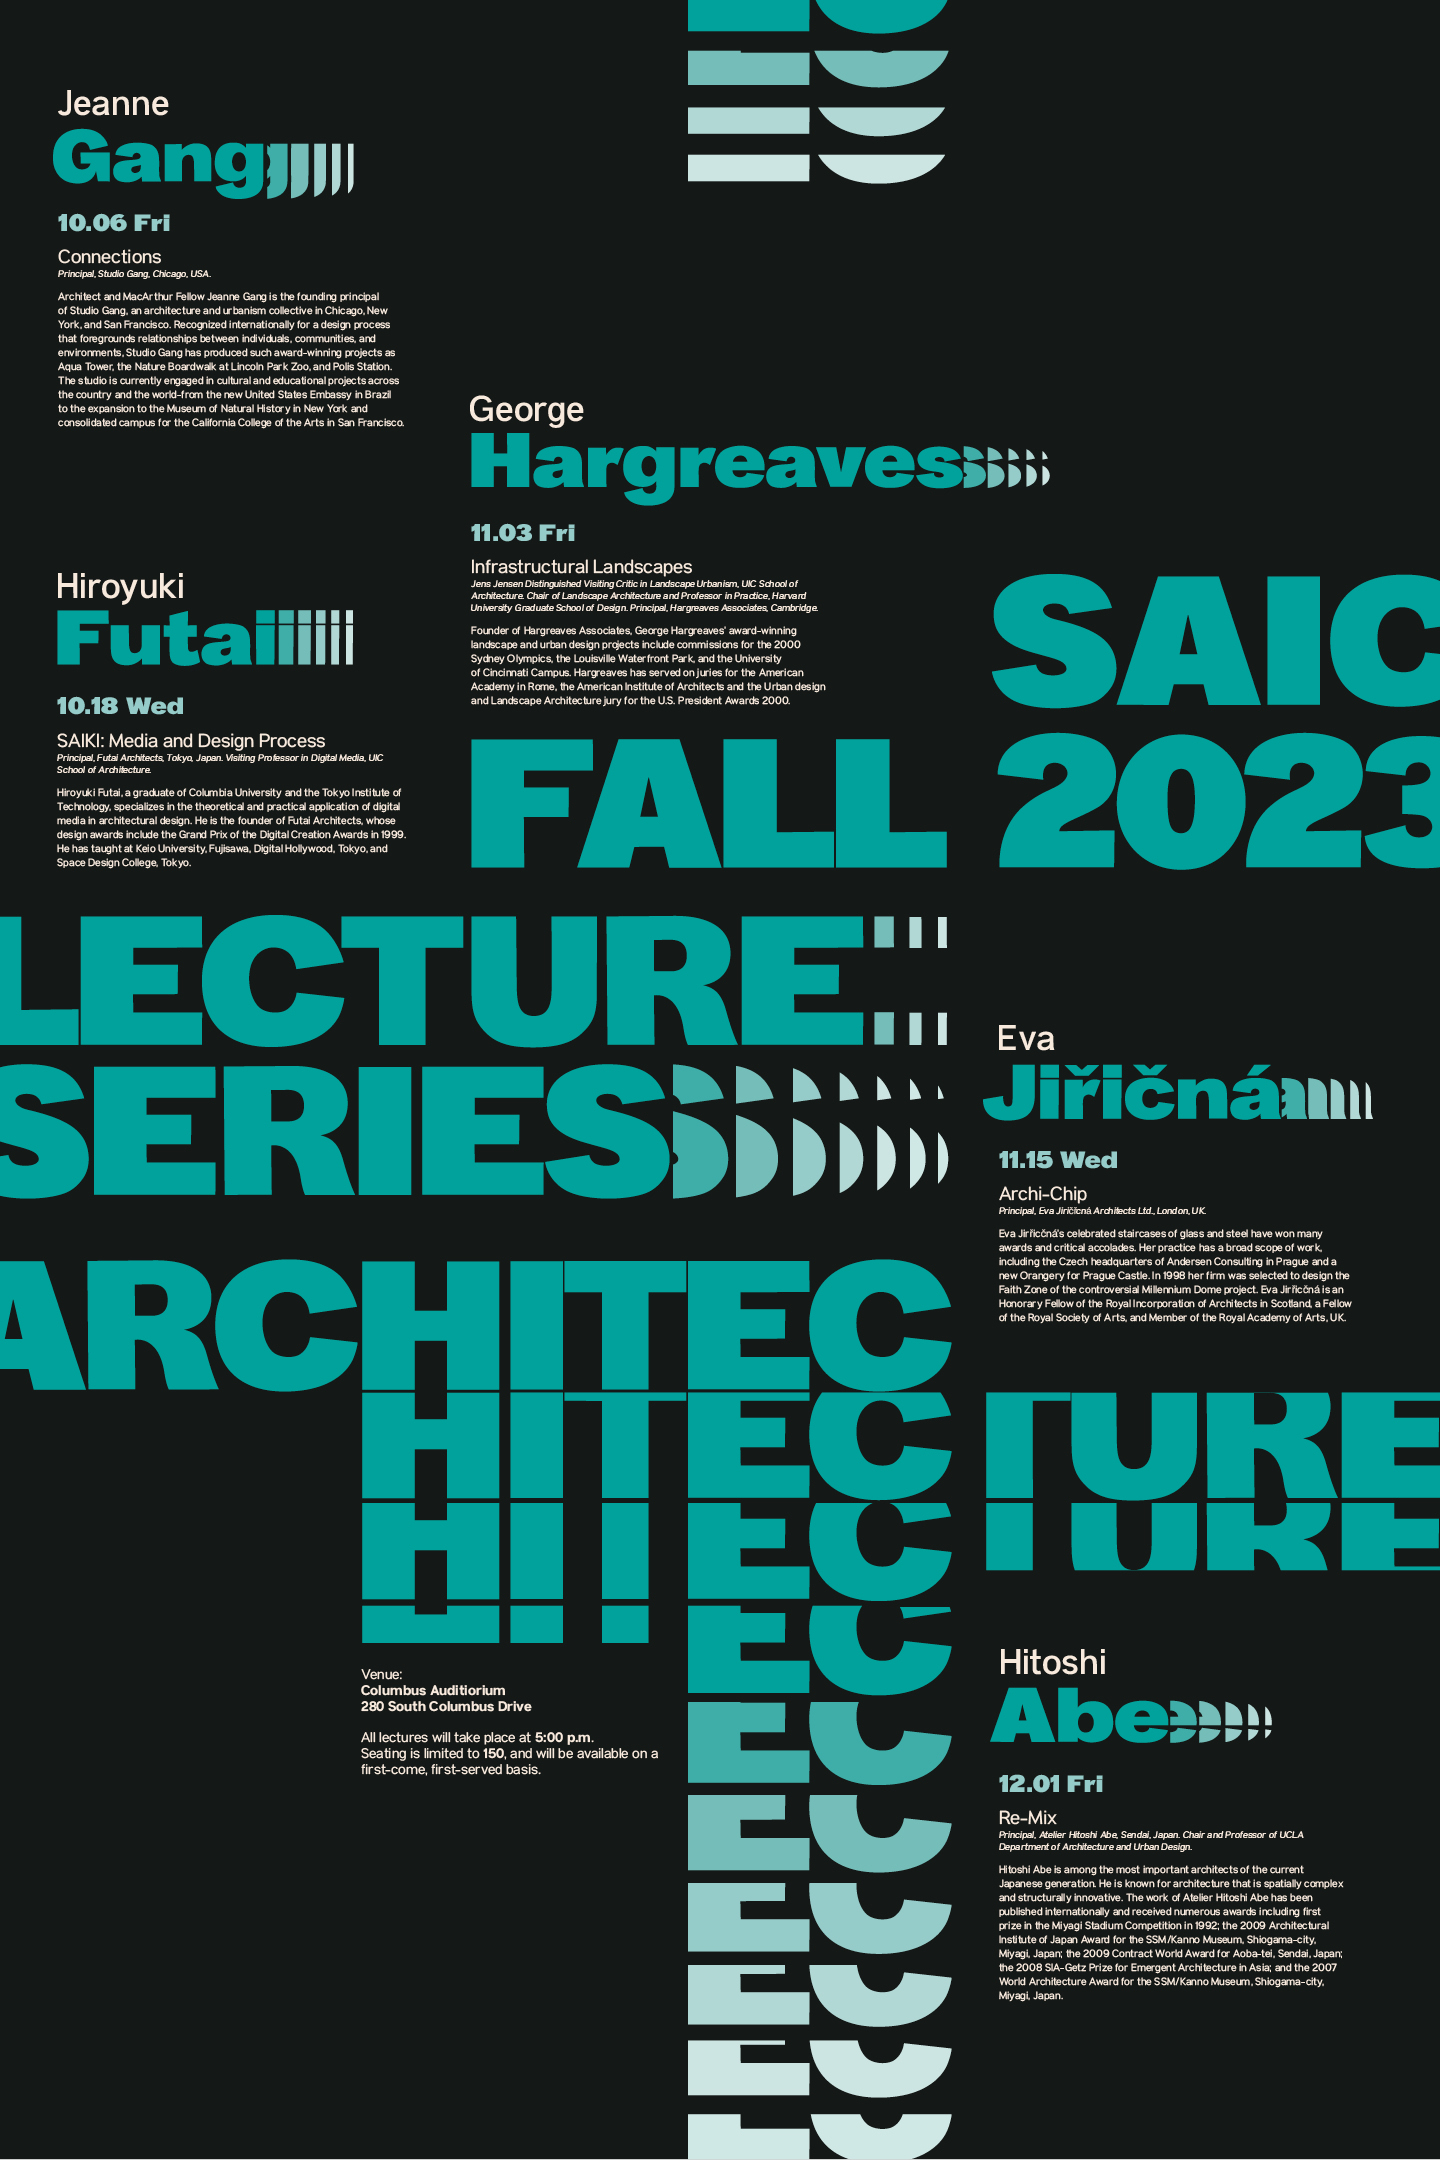 Jeanne
Gang
10.06 Fri
Connections
Principal, Studio Gang, Chicago, USA.
Architect and MacArthur Fellow Jeanne Gang is the founding principal
of Studio Gang, an architecture and urbanism collective in Chicago, New
York, and San Francisco. Recognized internationally for a design process
that foregrounds relationships between individuals, communities, and
environments, Studio Gang has produced such award-winning projects as
Aqua Tower, the Nature Boardwalk at Lincoln Park Zoo, and Polis Station.
The studio is currently engaged in cultural and educational projects across
the country and the world-from the new United States Embassy in Brazil
to the expansion to the Museum of Natural History in New York and
consolidated campus for the California College of the Arts in San Francisco.
George
Hargreaves
11.03 Fri
Infrastructural Landscapes
Jens Jensen Distinguished Visiting Critic in Landscape Urbanism, UIC School of
Architecture. Chair of Landscape Architecture and Professor in Practice, Harvard
University Graduate School of Design. Principal, Hargreaves Associates, Cambridge.
Founder of Hargreaves Associates, George Hargreaves' award-winning
landscape and urban design projects include commissions for the 2000
Sydney Olympics, the Louisville Waterfront Park, and the University
of Cincinnati Campus. Hargreaves has served on juries for the American
Academy in Rome, the American Institute of Architects and the Urban design
and Landscape Architecture jury for the U.S. President Awards 2000.
Hiroyuki
Futai
10.18 Wed
SAIKI: Media and Design Process
Principal, Futai Architects, Tokyo, Japan. Visiting Professor in Digital Media, UIC
School of Architecture.
Hiroyuki Futai, a graduate of Columbia University and the Tokyo Institute of
Technology, specializes in the theoretical and practical application of digital
media in architectural design. He is the founder of Futai Architects, whose
design awards include the Grand Prix of the Digital Creation Awards in 1999.
He has taught at Keio University, Fujisawa, Digital Hollywood, Tokyo, and
Space Design College, Tokyo.
SAIC
FALL 2023
LECTURE
SERIES
ARCHITEC
TURE
Eva
Jiřičná
11.15 Wed
Archi-Chip
Principal, Eva Jiričícná Architects Ltd., London, UK.
Eva Jiřičcná's celebrated staircases of glass and steel have won many
awards and critical accolades. Her practice has a broad scope of work,
including the Czech headquarters of Andersen Consulting in Prague and a
new Orangery for Prague Castle. In 1998 her firm was selected to design the
Faith Zone of the controversial Millennium Dome project. Eva Jiřičcná is an
Honorary Fellow of the Royal Incorporation of Architects in Scotland, a Fellow
of the Royal Society of Arts, and Member of the Royal Academy of Arts, UK.
Venue:
Columbus Auditiorium
280 South Columbus Drive
All lectures will take place at 5:00 p.m.
Seating is limited to 150, and will be available on a
first-come, first-served basis.
Hitoshi
Abe
12.01 Fri
Re-Mix
Principal, Atelier Hitoshi Abe, Sendai, Japan. Chair and Professor of UCLA
Department of Architecture and Urban Design.
Hitoshi Abe is among the most important architects of the current
Japanese generation. He is known for architecture that is spatially complex
and structurally innovative. The work of Atelier Hitoshi Abe has been
published internationally and received numerous awards including first
prize in the Miyagi Stadium Competition in 1992; the 2009 Architectural
Institute of Japan Award for the SSM/Kanno Museum, Shiogama-city,
Miyagi, Japan; the 2009 Contract World Award for Aoba-tei, Sendai, Japan;
the 2008 SIA-Getz Prize for Emergent Architecture in Asia; and the 2007
World Architecture Award for the SSM/Kanno Museum, Shiogama-city,
Miyagi, Japan.